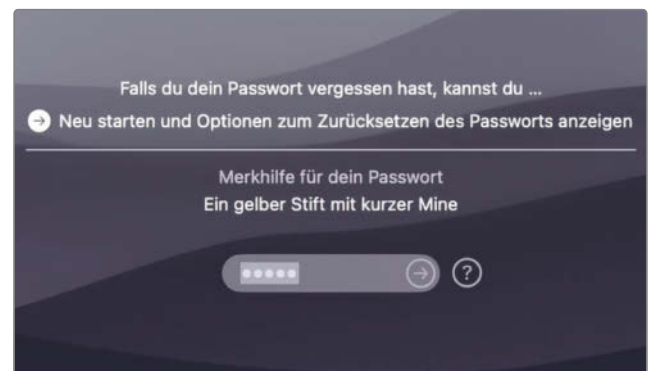 Falls du dein Passwort vergessen hast, kannst du ...
Neu starten und Optionen zum Zurücksetzen des Passworts anzeigen
Merkhilfe für dein Passwort
Ein gelber Stift mit kurzer Mine
●●●●●
?